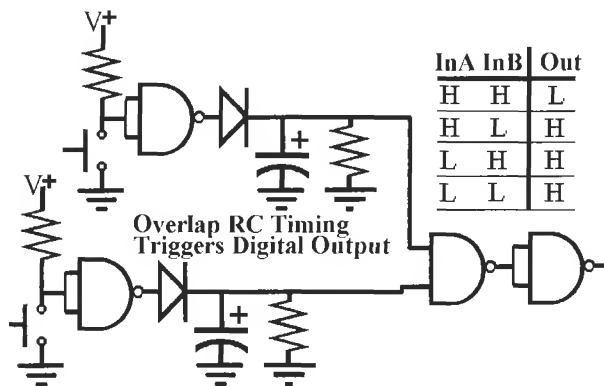 V+
InA InB Out
H H L
H L H
L H H
L L H
+
V+
Overlap RC Timing
Triggers Digital Output
+